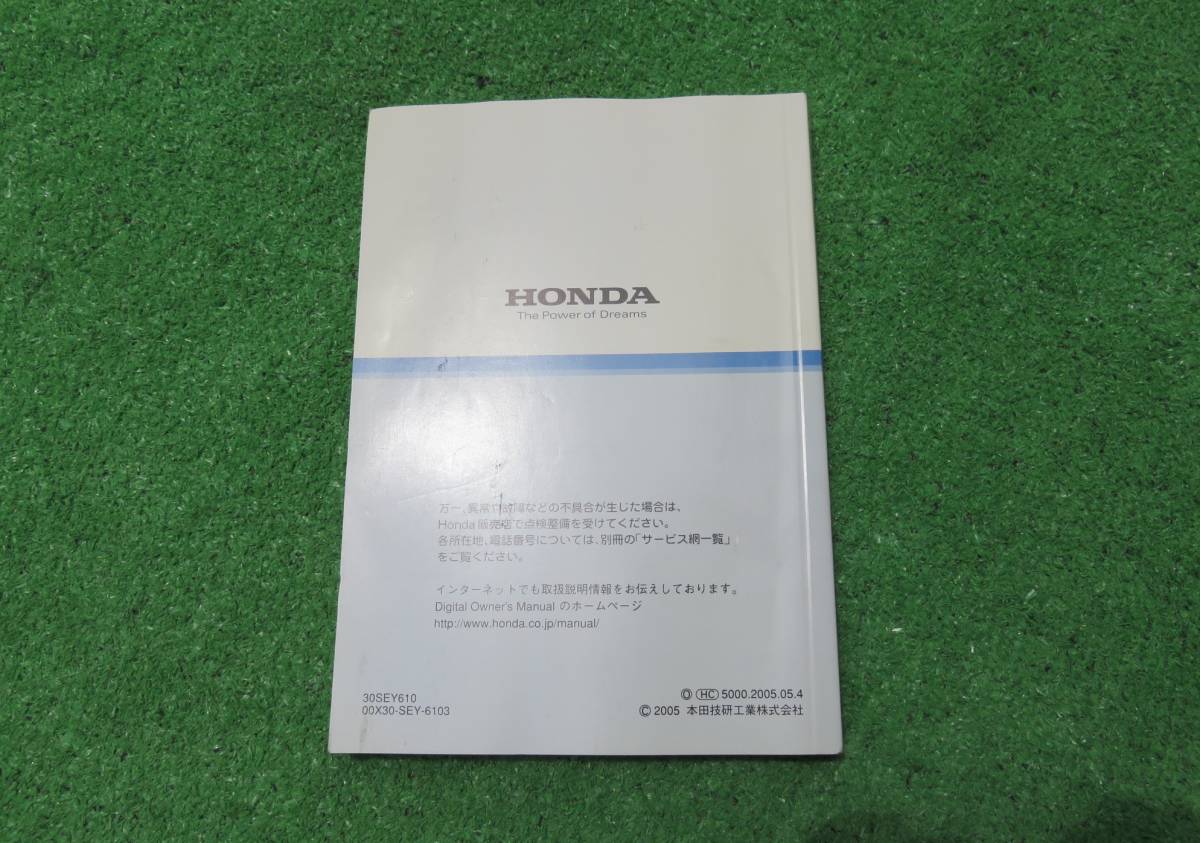 HONDA
The Power of Dreams
万一、異常や故障などの不具合が生じた場合は、
Honda販売店で点検整備を受けてください。
各所在地、電話番号については、別冊の「サービス網一覧」
をご覧ください。
インターネットでも取扱説明情報をお伝えしております。
Digital Owner's Manual のホームページ
http://www.honda.co.jp/manual/
30SEY610
00X30-SEY-6103
◎ HC 5000.2005.05.4
© 2005 本田技研工業株式会社